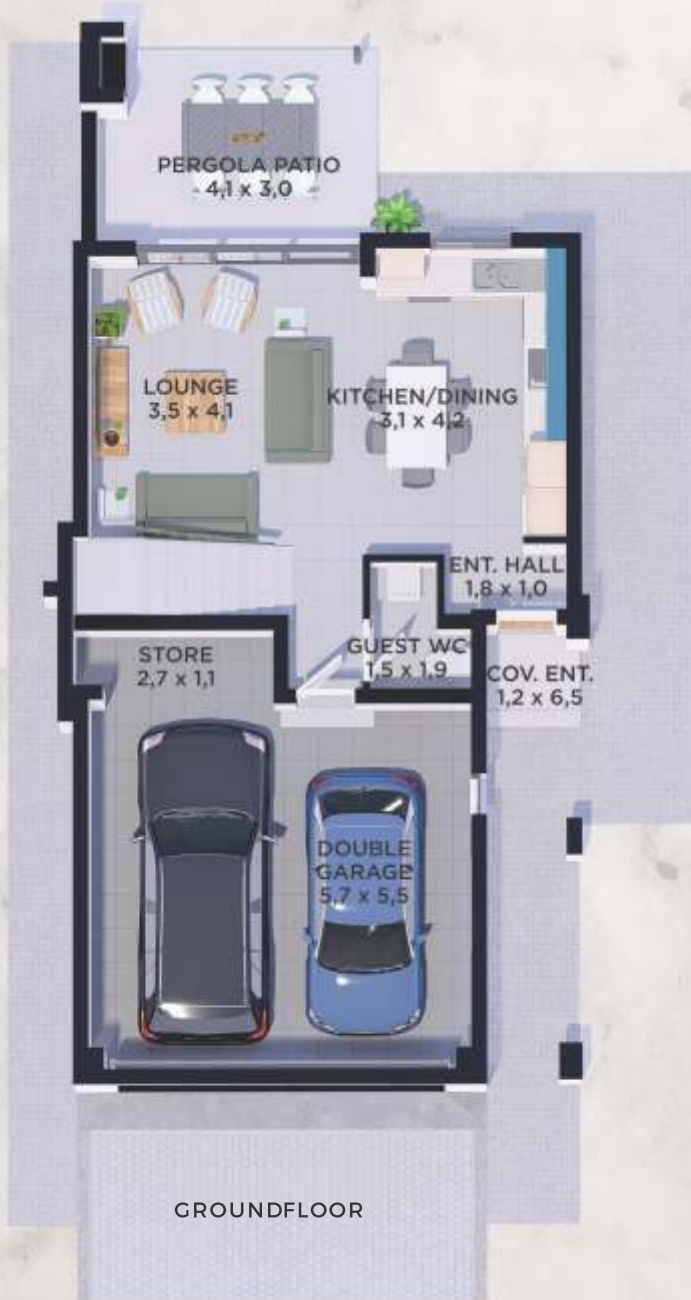 PERGOLA PATIO
4,1 x 3,0
LOUNGE
3,5 x 4,1
KITCHEN/DINING
3,1 x 4,2
ENT. HALL
1,8 x 1,0
STORE
2,7 x 1,1
GUEST WC
1,5 x 1,9
COV. ENT.
1,2 x 6,5
DOUBLE
GARAGE
5,7 x 5,5
GROUNDFLOOR